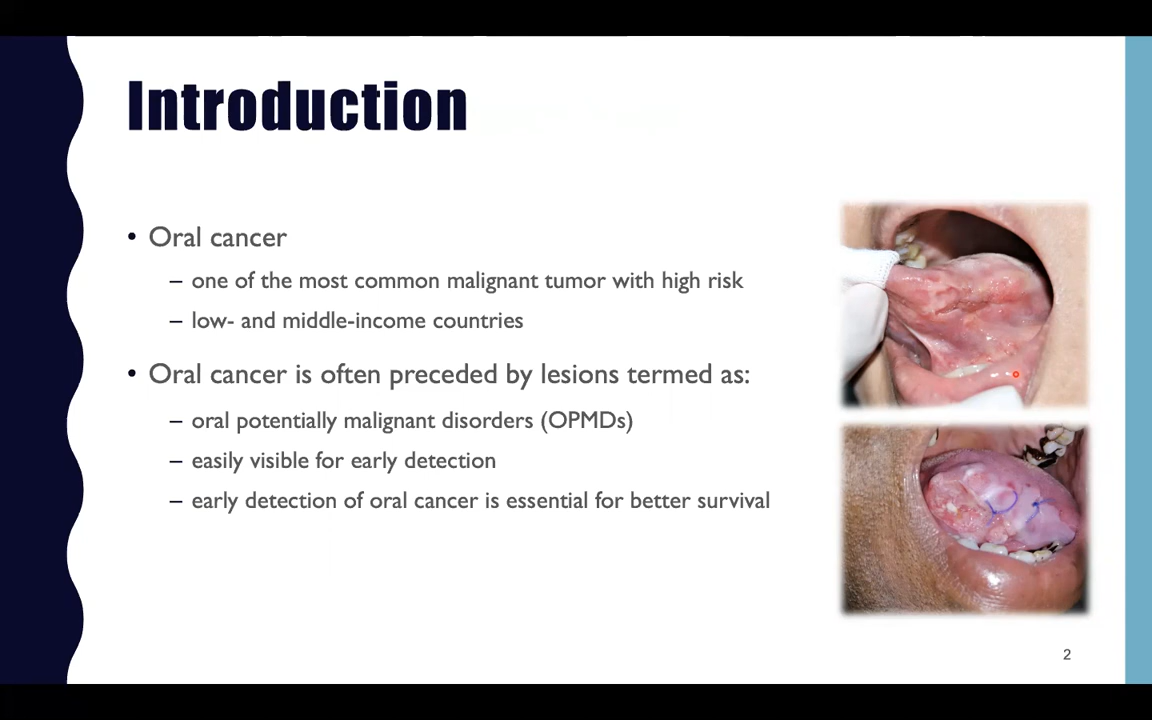 Introduction
• Oral cancer
– one of the most common malignant tumor with high risk
– low- and middle-income countries
• Oral cancer is often preceded by lesions termed as:
– oral potentially malignant disorders (OPMDs)
– easily visible for early detection
– early detection of oral cancer is essential for better survival
2